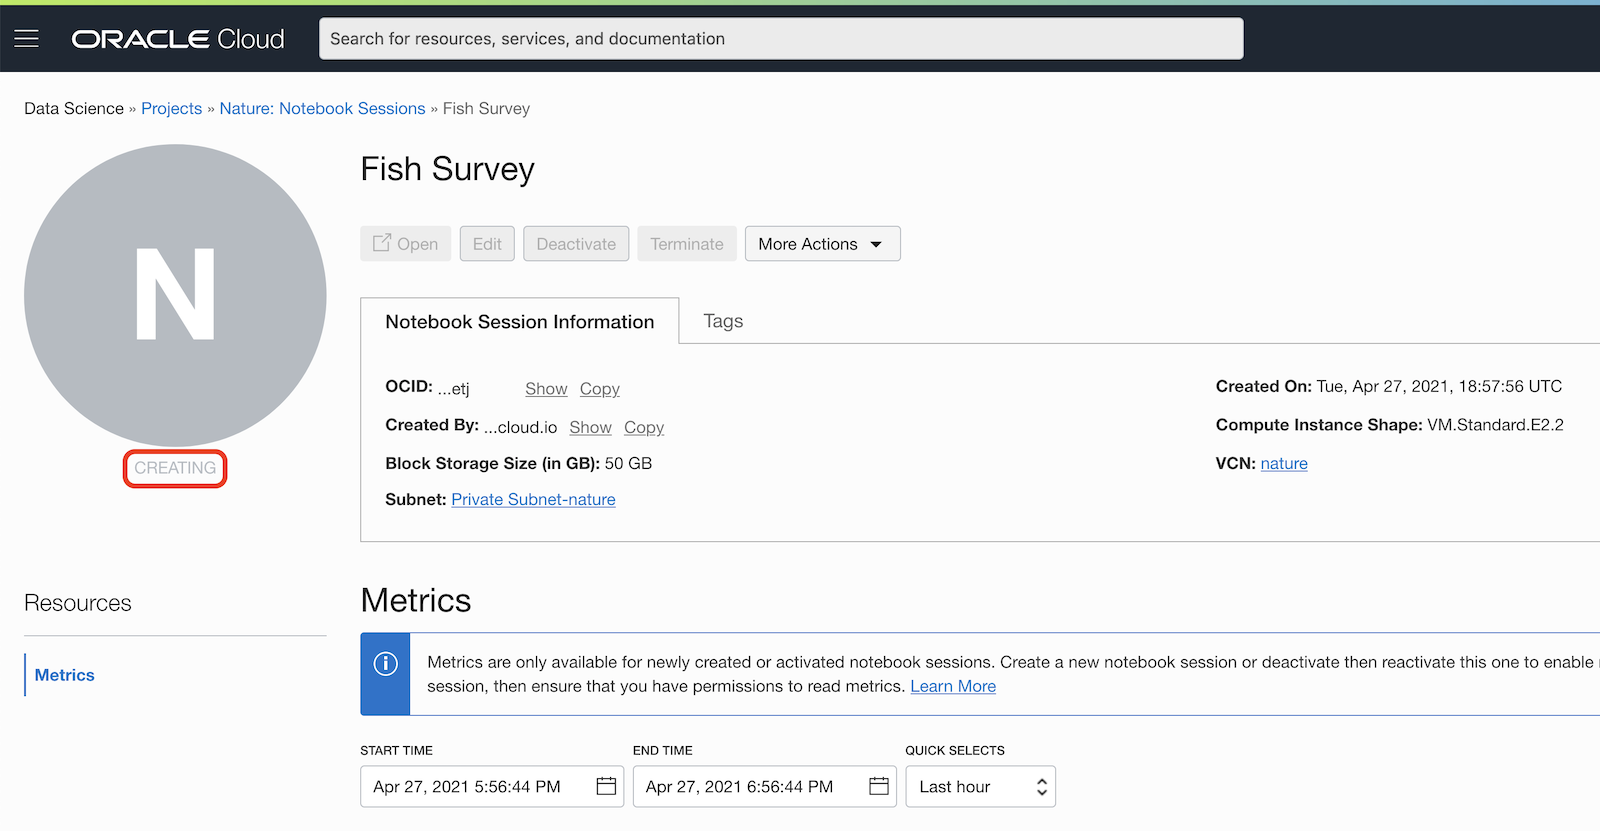 ORACLE Cloud
Search for resources, services, and documentation
Data Science » Projects » Nature: Notebook Sessions » Fish Survey
N
CREATING
Fish Survey
Open Edit Deactivate Terminate More Actions
Notebook Session Information Tags
OCID: ...etj Show Copy
Created By: ...cloud.io Show Copy
Block Storage Size (in GB): 50 GB
Subnet: Private Subnet-nature
Created On: Tue, Apr 27, 2021, 18:57:56 UTC
Compute Instance Shape: VM.Standard.E2.2
VCN: nature
Resources
Metrics
Metrics
Metrics are only available for newly created or activated notebook sessions. Create a new notebook session or deactivate then reactivate this one to enable
session, then ensure that you have permissions to read metrics. Learn More
START TIME END TIME QUICK SELECTS
Apr 27, 2021 5:56:44 PM Apr 27, 2021 6:56:44 PM Last hour